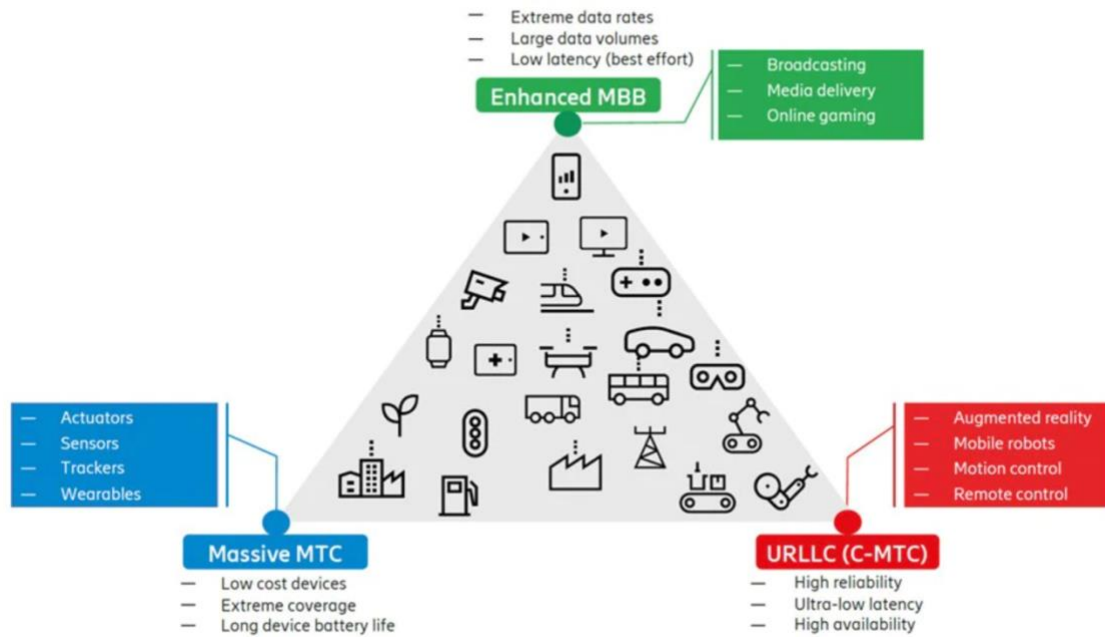 — Extreme data rates
— Large data volumes
— Low latency (best effort)
Enhanced MBB
— Broadcasting
— Media delivery
— Online gaming
— Actuators
— Sensors
— Trackers
— Wearables
— Augmented reality
— Mobile robots
— Motion control
— Remote control
Massive MTC
— Low cost devices
— Extreme coverage
— Long device battery life
URLLC (C-MTC)
— High reliability
— Ultra-low latency
— High availability